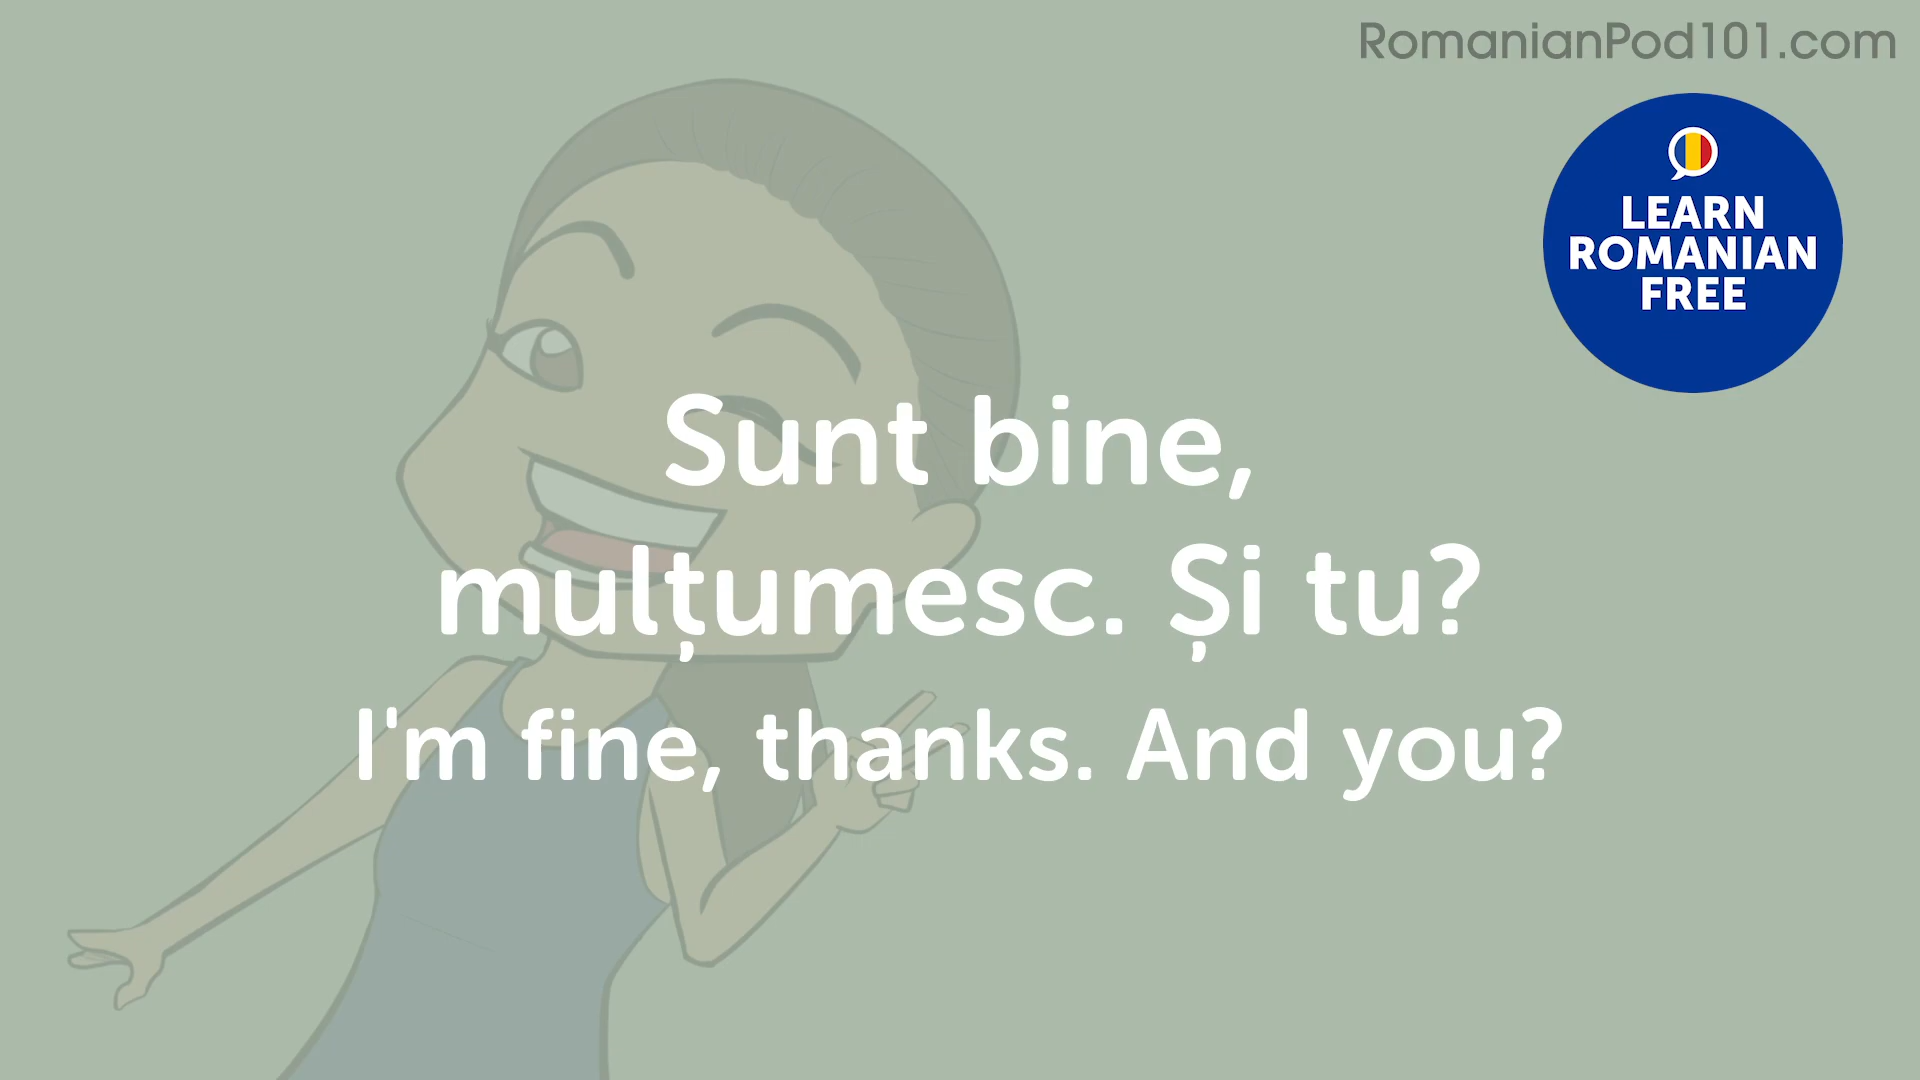 RomanianPod101.com
LEARN
ROMANIAN
FREE
Sunt bine,
mulțumesc. Și tu?
I'm fine, thanks. And you?